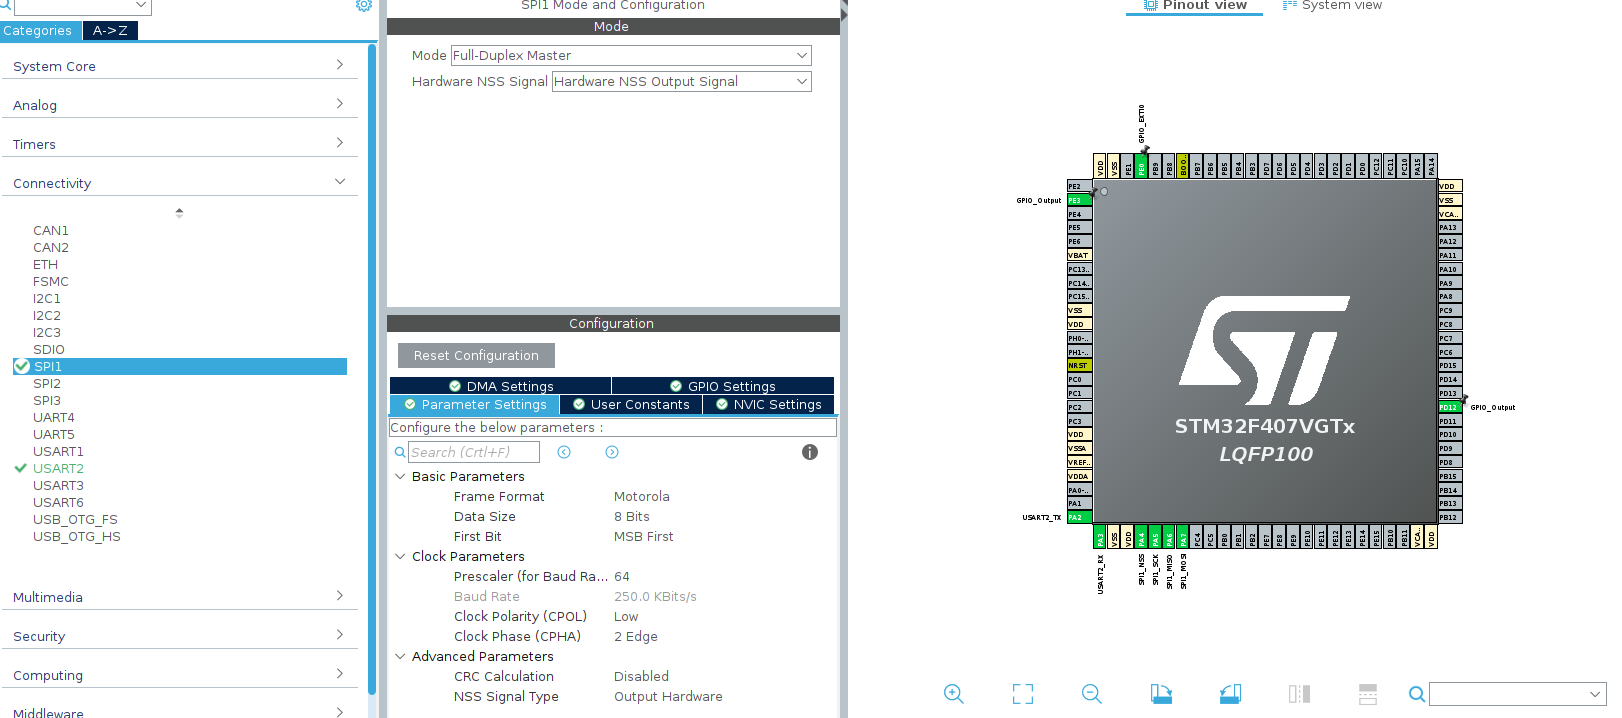 Categories
A->Z
System Core
Analog
Timers
Connectivity
CAN1
CAN2
ETH
FSMC
I2C1
I2C2
I2C3
SDIO
SPI1
SPI2
SPI3
UART4
UART5
USART1
USART2
USART3
USART6
USB_OTG_FS
USB_OTG_HS
Multimedia
Security
Computing
Middleware
SPI1 Mode and Configuration
Mode
Mode Full-Duplex Master
Hardware NSS Signal Hardware NSS Output Signal
Configuration
Reset Configuration
DMA Settings GPIO Settings
Parameter Settings User Constants NVIC Settings
Configure the below parameters :
Search (Crtl+F)
Basic Parameters
Frame Format Motorola
Data Size 8 Bits
First Bit MSB First
Clock Parameters
Prescaler (for Baud Ra... 64
Baud Rate 250.0 KBits/s
Clock Polarity (CPOL) Low
Clock Phase (CPHA) 2 Edge
Advanced Parameters
CRC Calculation Disabled
NSS Signal Type Output Hardware
Pinout view System view
GPIO_EXTI0
VDD VSS PE1 PE0 PB9 PB8 BOO.. PB7 PB6 PB5 PB4 PB3 PD7 PD6 PD5 PD4 PD3 PD2 PD1 PD0 PC12 PC11 PC10 PA15 PA14
PE2
GPIO_Output PE3
PE4
PE5
PE6
VBAT
PC13..
PC14..
PC15..
VSS
VDD
PH0-..
PH1-..
NRST
PC0
PC1
PC2
PC3
VDD
VSSA
VREF..
VDDA
PA0-..
PA1
USART2_TX PA2
STM32F407VGTx
LQFP100
VDD
VSS
VCA..
PA13
PA12
PA11
PA10
PA9
PA8
PC9
PC8
PC7
PC6
PD15
PD14
PD13
PD12 GPIO_Output
PD11
PD10
PD9
PD8
PB15
PB14
PB13
PB12
PA3 VSS VDD PA4 PA5 PA6 PA7 PC4 PC5 PB0 PB1 PB2 PE7 PE8 PE9 PE10 PE11 PE12 PE13 PE14 PE15 PB10 PB11 VCA.. VDD
USART2_RX SPI1_NSS SPI1_SCK SPI1_MISO SPI1_MOSI